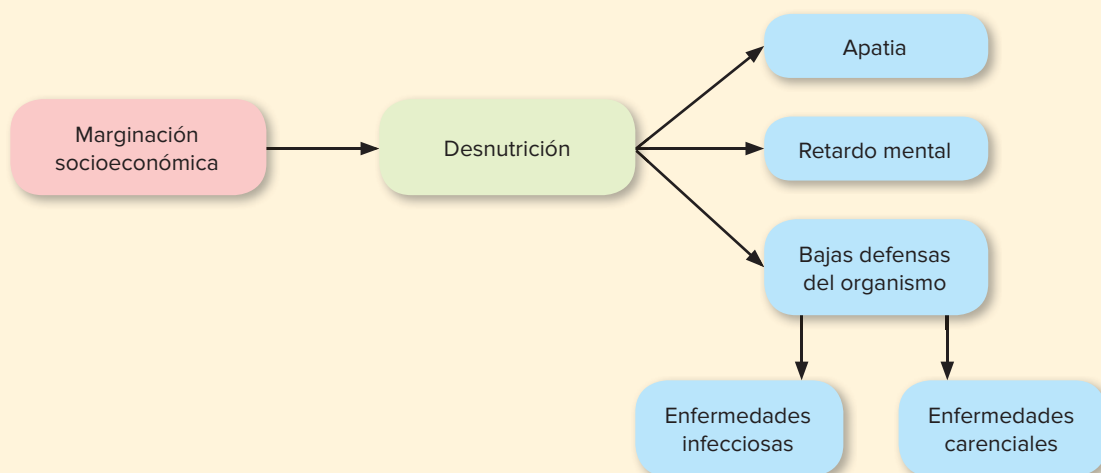 Apatia
Marginación
socioeconómica
Desnutrición
Retardo mental
Bajas defensas
del organismo
Enfermedades
infecciosas
Enfermedades
carenciales